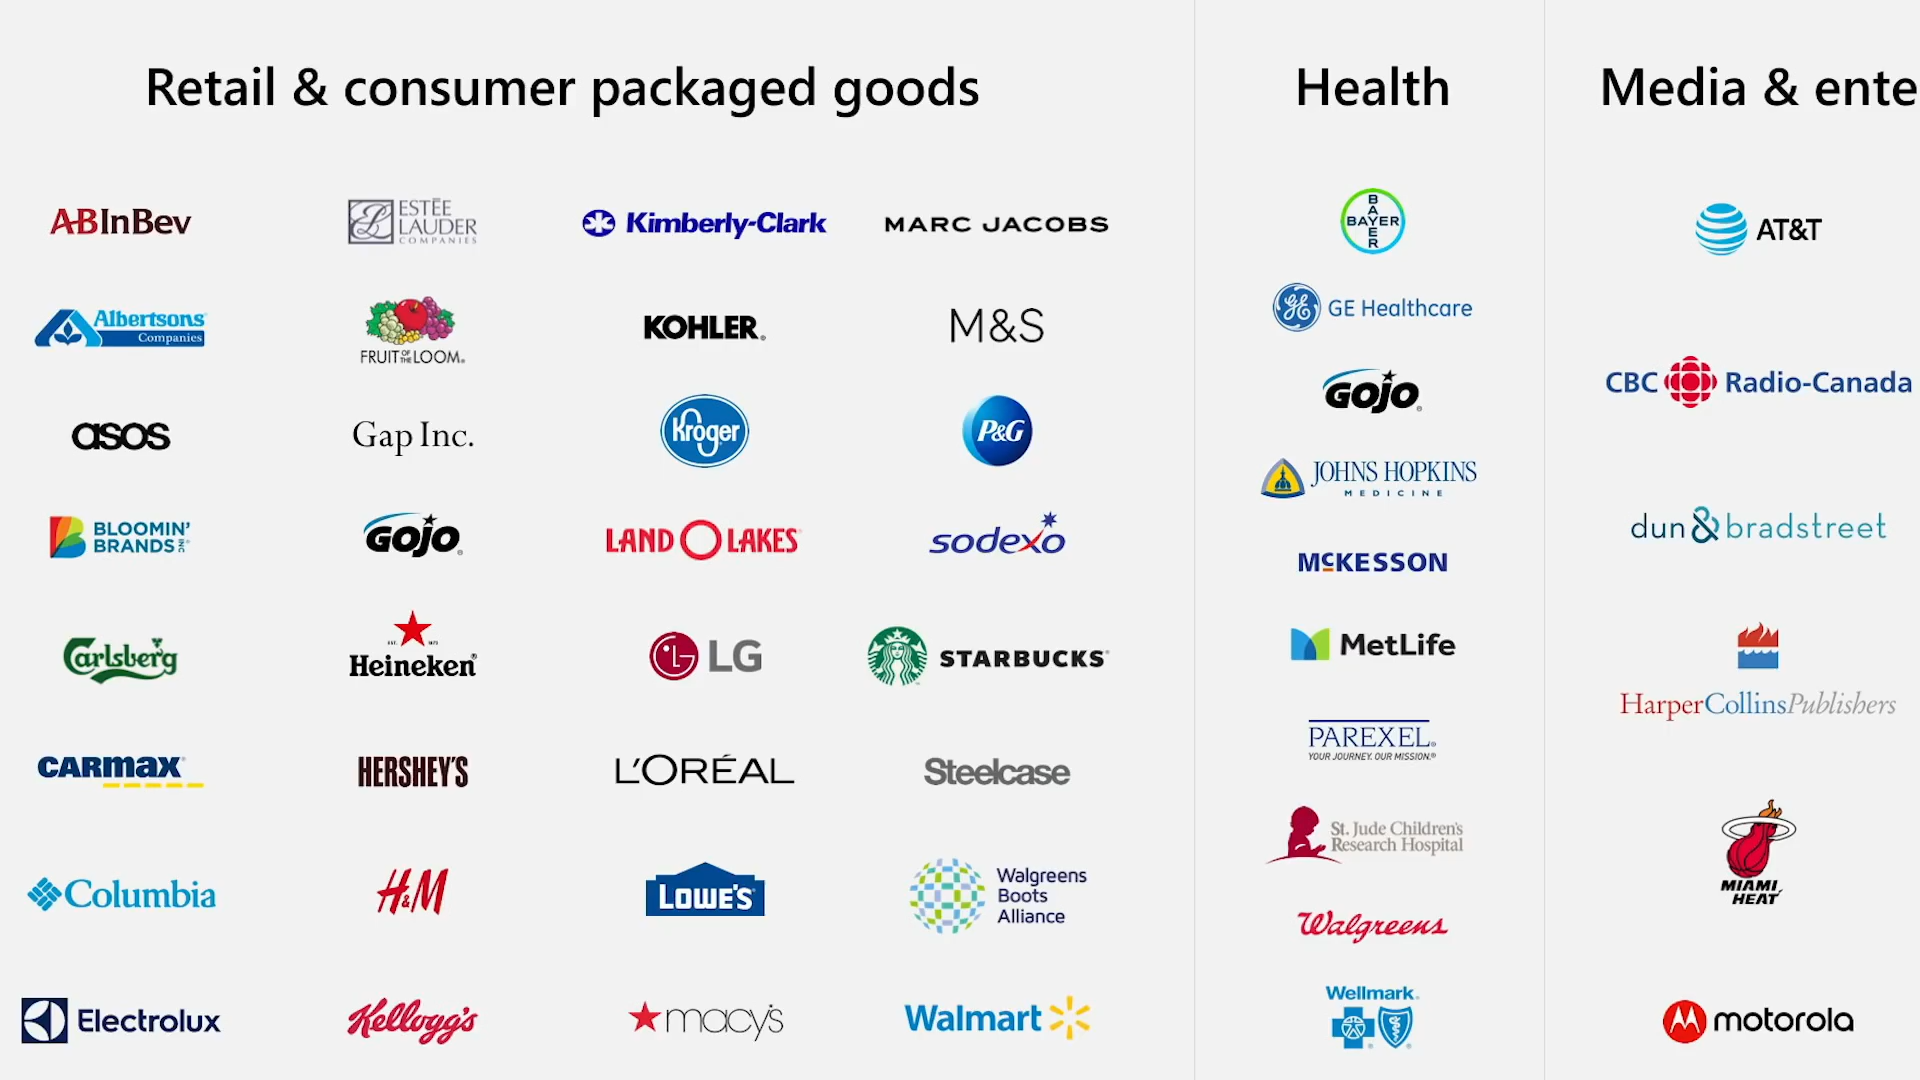 Retail & consumer packaged goods
ABInBev
ESTĒE
LAUDER
COMPANIES
Kimberly-Clark
MARC JACOBS
Albertsons®
Companies
FRUIT OF THE LOOM®
KOHLER®
M&S
asos
Gap Inc.
Kroger
P&G
BLOOMIN'
BRANDS INC®
GOJO®
LAND O LAKES®
sodexo
Carlsberg
Heineken®
LG
STARBUCKS®
CARMAX®
HERSHEY'S
L'ORÉAL
Steelcase
Columbia
H&M
LOWE'S
Walgreens
Boots
Alliance
Electrolux
Kellogg's
macy's
Walmart
Health
BAYER
BAYER
GE Healthcare
GOJO®
JOHNS HOPKINS
MEDICINE
MCKESSON
MetLife
PAREXEL®
YOUR JOURNEY. OUR MISSION.®
St. Jude Children's
Research Hospital
Walgreens
Wellmark®
Media & ente
AT&T
CBC Radio-Canada
dun & bradstreet
HarperCollinsPublishers
MIAMI
HEAT
motorola